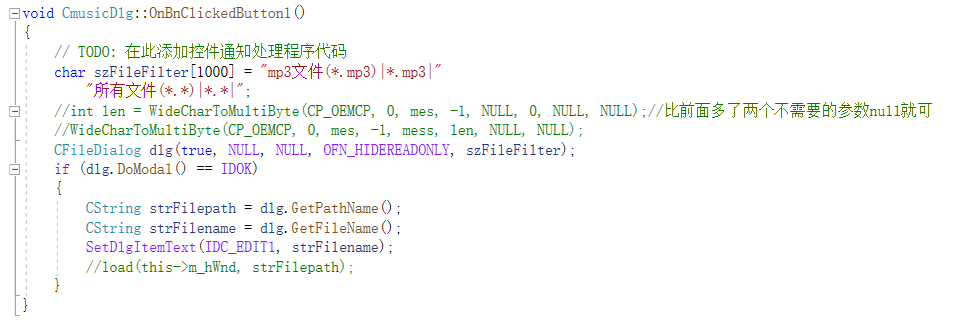 void CmusicDlg::OnBnClickedButton1()
{
// TODO: 在此添加控件通知处理程序代码
char szFileFilter[1000] = "mp3文件(*.mp3)|*.mp3|"
"所有文件(*.*)|*.*|";
//int len = WideCharToMultiByte(CP_OEMCP, 0, mes, -1, NULL, 0, NULL, NULL);//比前面多了两个不需要的参数null就可
//WideCharToMultiByte(CP_OEMCP, 0, mes, -1, mess, len, NULL, NULL);
CFileDialog dlg(true, NULL, NULL, OFN_HIDEREADONLY, szFileFilter);
if (dlg.DoModal() == IDOK)
{
CString strFilepath = dlg.GetPathName();
CString strFilename = dlg.GetFileName();
SetDlgItemText(IDC_EDIT1, strFilename);
//load(this->m_hWnd, strFilepath);
}
}